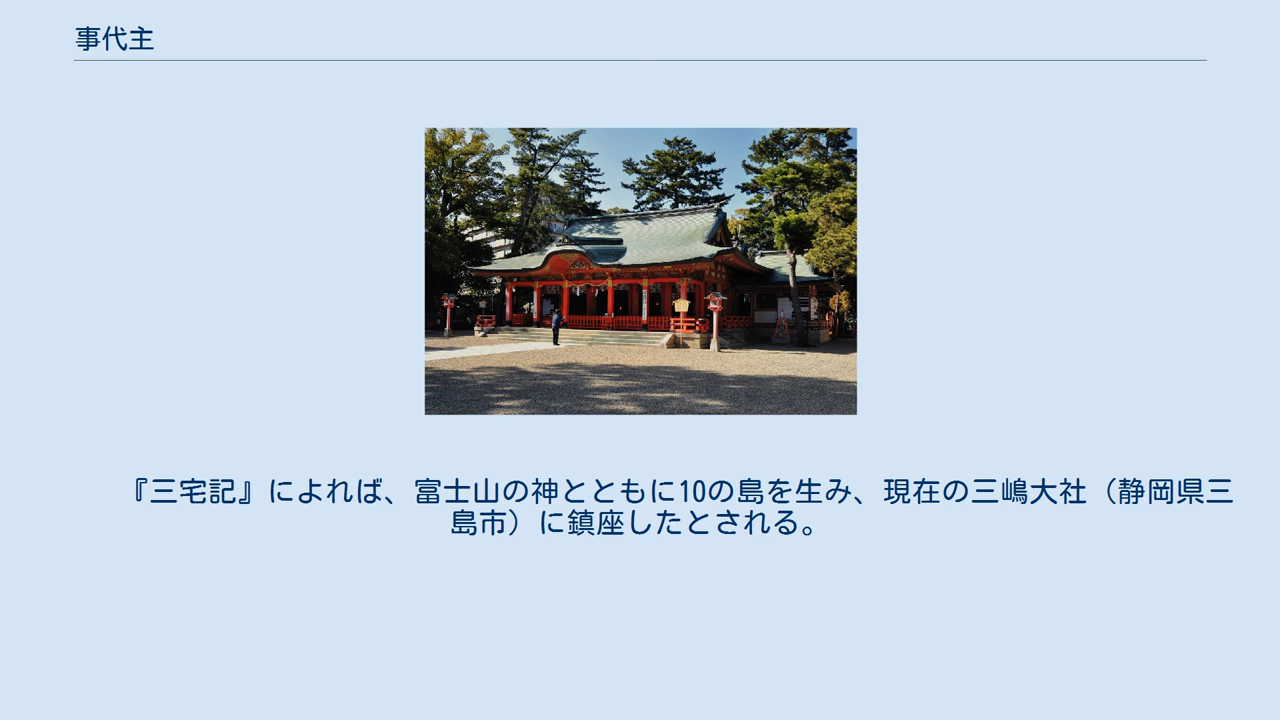 事代主
『三宅記』によれば、富士山の神とともに10の島を生み、現在の三嶋大社（静岡県三
島市）に鎮座したとされる。